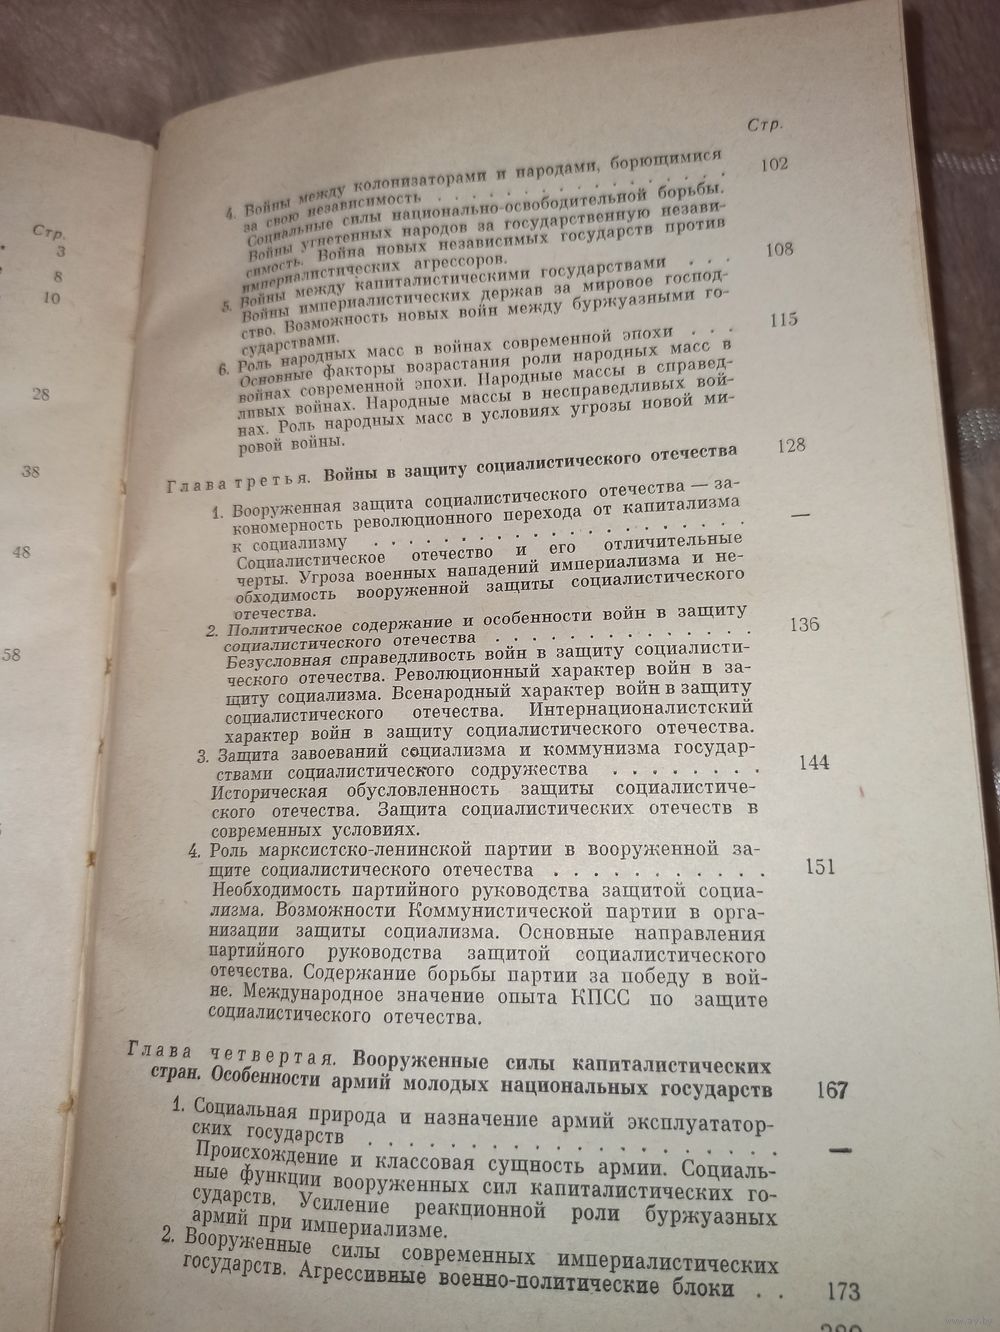 Стр.
3
8
10
28
38
48
58
Стр.
4. Войны между колонизаторами и народами, борющимися
за свою независимость . . . . . . . . . . . . . 102
Социальные силы национально-освободительной борьбы.
Войны угнетенных народов за государственную незави-
симость. Война новых независимых государств против
империалистических агрессоров.
5. Войны между капиталистическими государствами . . . 108
Войны империалистических держав за мировое господ-
ство. Возможность новых войн между буржуазными го-
сударствами.
6. Роль народных масс в войнах современной эпохи . . . 115
Основные факторы возрастания роли народных масс в
войнах современной эпохи. Народные массы в справед-
ливых войнах. Народные массы в несправедливых вой-
нах. Роль народных масс в условиях угрозы новой ми-
ровой войны.
Глава третья. Войны в защиту социалистического отечества 128
1. Вооруженная защита социалистического отечества — за-
кономерность революционного перехода от капитализма
к социализму . . . . . . . . . . . . . . . . . —
Социалистическое отечество и его отличительные
черты. Угроза военных нападений империализма и не-
обходимость вооруженной защиты социалистического
отечества.
2. Политическое содержание и особенности войн в защиту
социалистического отечества . . . . . . . . . . . . . 136
Безусловная справедливость войн в защиту социалисти-
ческого отечества. Революционный характер войн в за-
щиту социализма. Всенародный характер войн в защиту
социалистического отечества. Интернационалистский
характер войн в защиту социалистического отечества.
3. Защита завоеваний социализма и коммунизма государ-
ствами социалистического содружества . . . . . . . . 144
Историческая обусловленность защиты социалистиче-
ского отечества. Защита социалистических отечеств в
современных условиях.
4. Роль марксистско-ленинской партии в вооруженной за-
щите социалистического отечества . . . . . . . . . . . 151
Необходимость партийного руководства защитой социа-
лизма. Возможности Коммунистической партии в орга-
низации защиты социализма. Основные направления
партийного руководства защитой социалистического
отечества. Содержание борьбы партии за победу в вой-
не. Международное значение опыта КПСС по защите
социалистического отечества.
Глава четвертая. Вооруженные силы капиталистических
стран. Особенности армий молодых национальных государств 167
1. Социальная природа и назначение армий эксплуататор-
ских государств . . . . . . . . . . . . . . . . —
Происхождение и классовая сущность армии. Социаль-
ные функции вооруженных сил капиталистических го-
сударств. Усиление реакционной роли буржуазных
армий при империализме.
2. Вооруженные силы современных империалистических
государств. Агрессивные военно-политические блоки . . 173